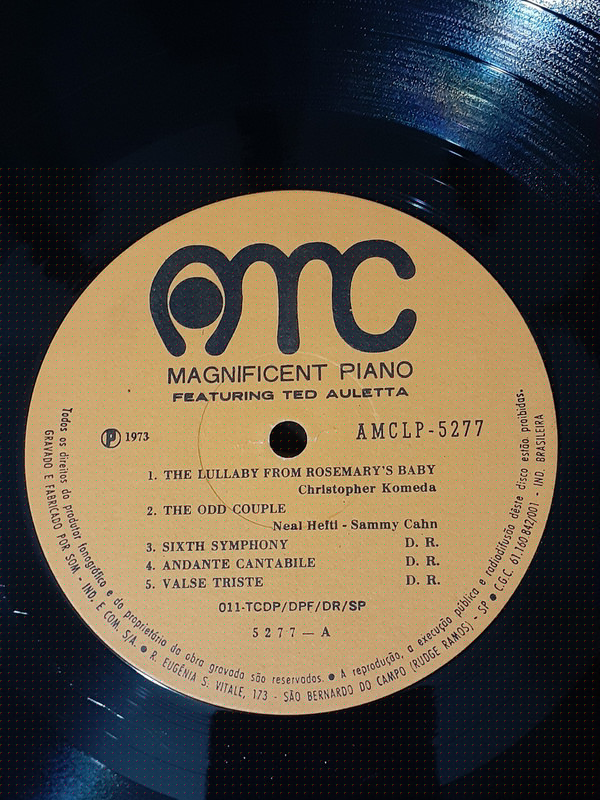 AMC
MAGNIFICENT PIANO
FEATURING TED AULETTA
Ⓟ 1973
AMCLP-5277
1. THE LULLABY FROM ROSEMARY'S BABY
Christopher Komeda
2. THE ODD COUPLE
Neal Hefti - Sammy Cahn
3. SIXTH SYMPHONY D. R.
4. ANDANTE CANTABILE D. R.
5. VALSE TRISTE D. R.
011-TCDP/DPF/DR/SP
5277 — A
Todos os direitos do produtor fonográfico e do proprietário da obra gravada são reservados. ● A reprodução, a execução pública e radiodifusão dêste disco estão proibidas.
GRAVADO E FABRICADO POR SOM - IND. E COM. S/A. ● R. EUGÊNIA S. VITALE, 173 - SÃO BERNARDO DO CAMPO (RUDGE RAMOS) - SP ● C.G.C. 61.160.842/001 - IND. BRASILEIRA